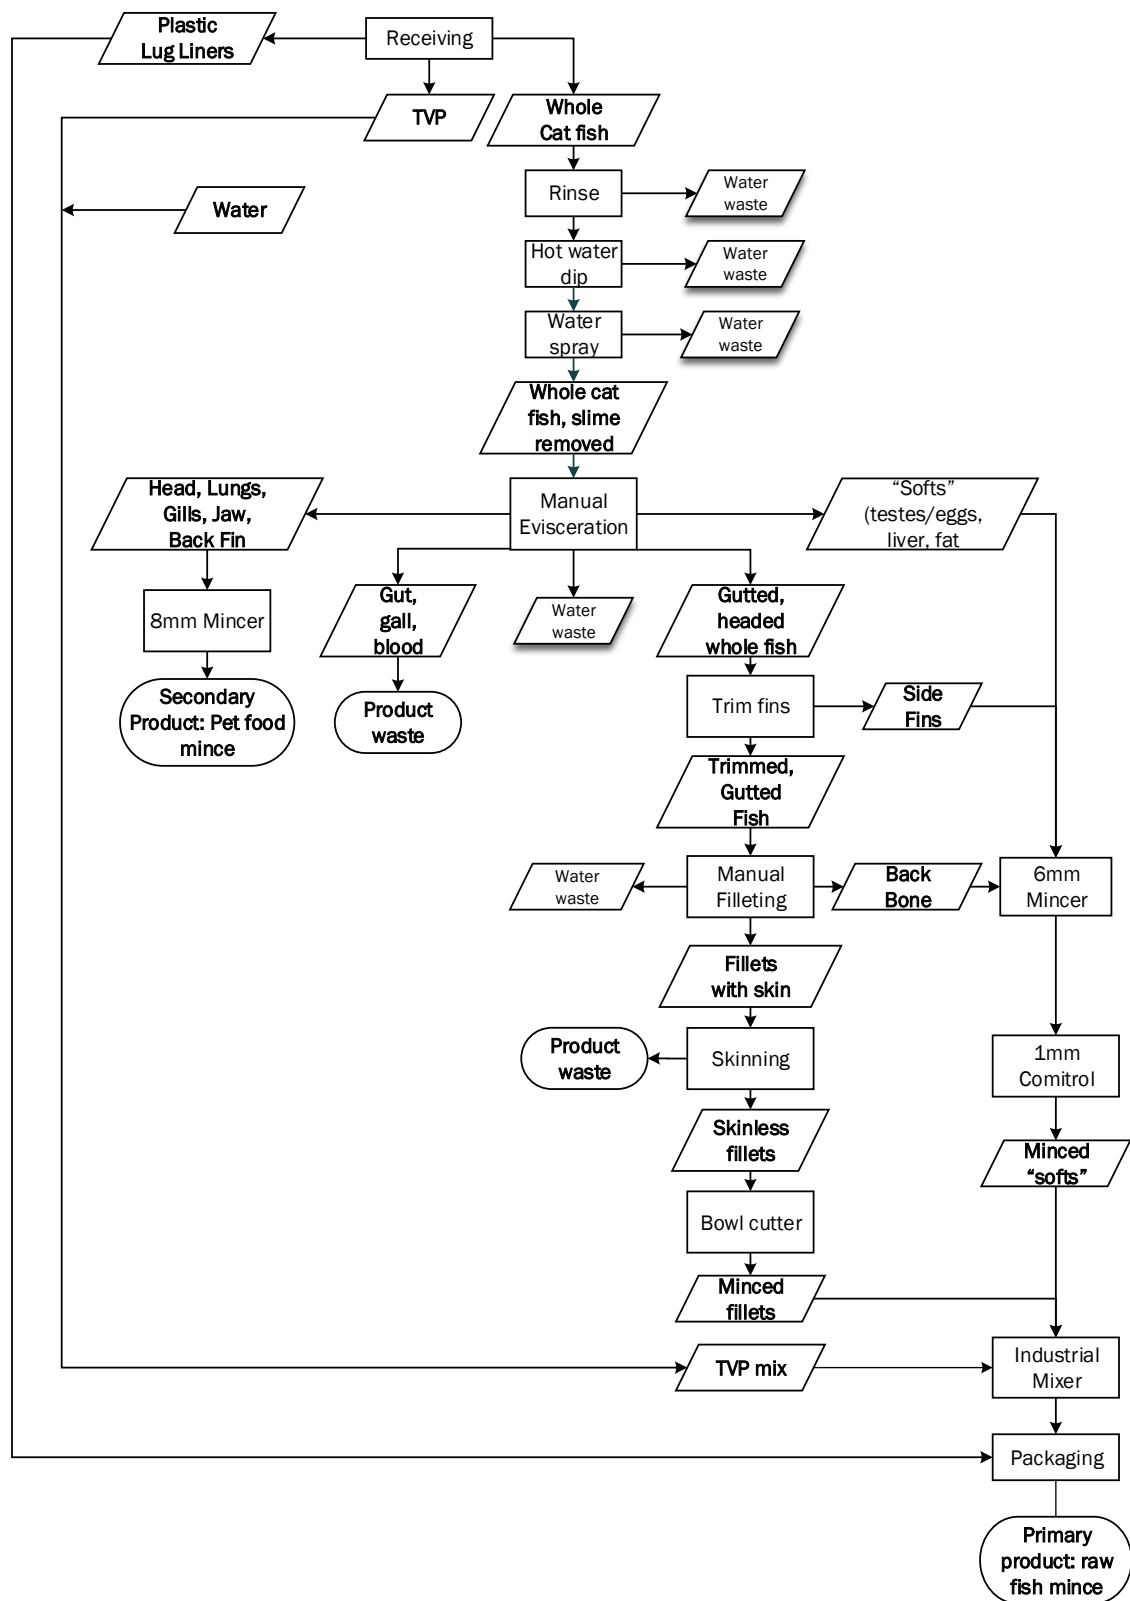 Plastic
Lug Liners
Receiving
TVP
Whole
Cat fish
Rinse
Water
waste
Water
Hot water
dip
Water
waste
Water
spray
Water
waste
Whole cat
fish, slime
removed
Head, Lungs,
Gills, Jaw,
Back Fin
Manual
Evisceration
“Softs”
(testes/eggs,
liver, fat
8mm Mincer
Gut,
gall,
blood
Water
waste
Gutted,
headed
whole fish
Secondary
Product: Pet food
mince
Product
waste
Trim fins
Side
Fins
Trimmed,
Gutted
Fish
Water
waste
Manual
Filleting
Back
Bone
6mm
Mincer
Fillets
with skin
Product
waste
Skinning
1mm
Comitrol
Skinless
fillets
Minced
“softs”
Bowl cutter
Minced
fillets
TVP mix
Industrial
Mixer
Packaging
Primary
product: raw
fish mince